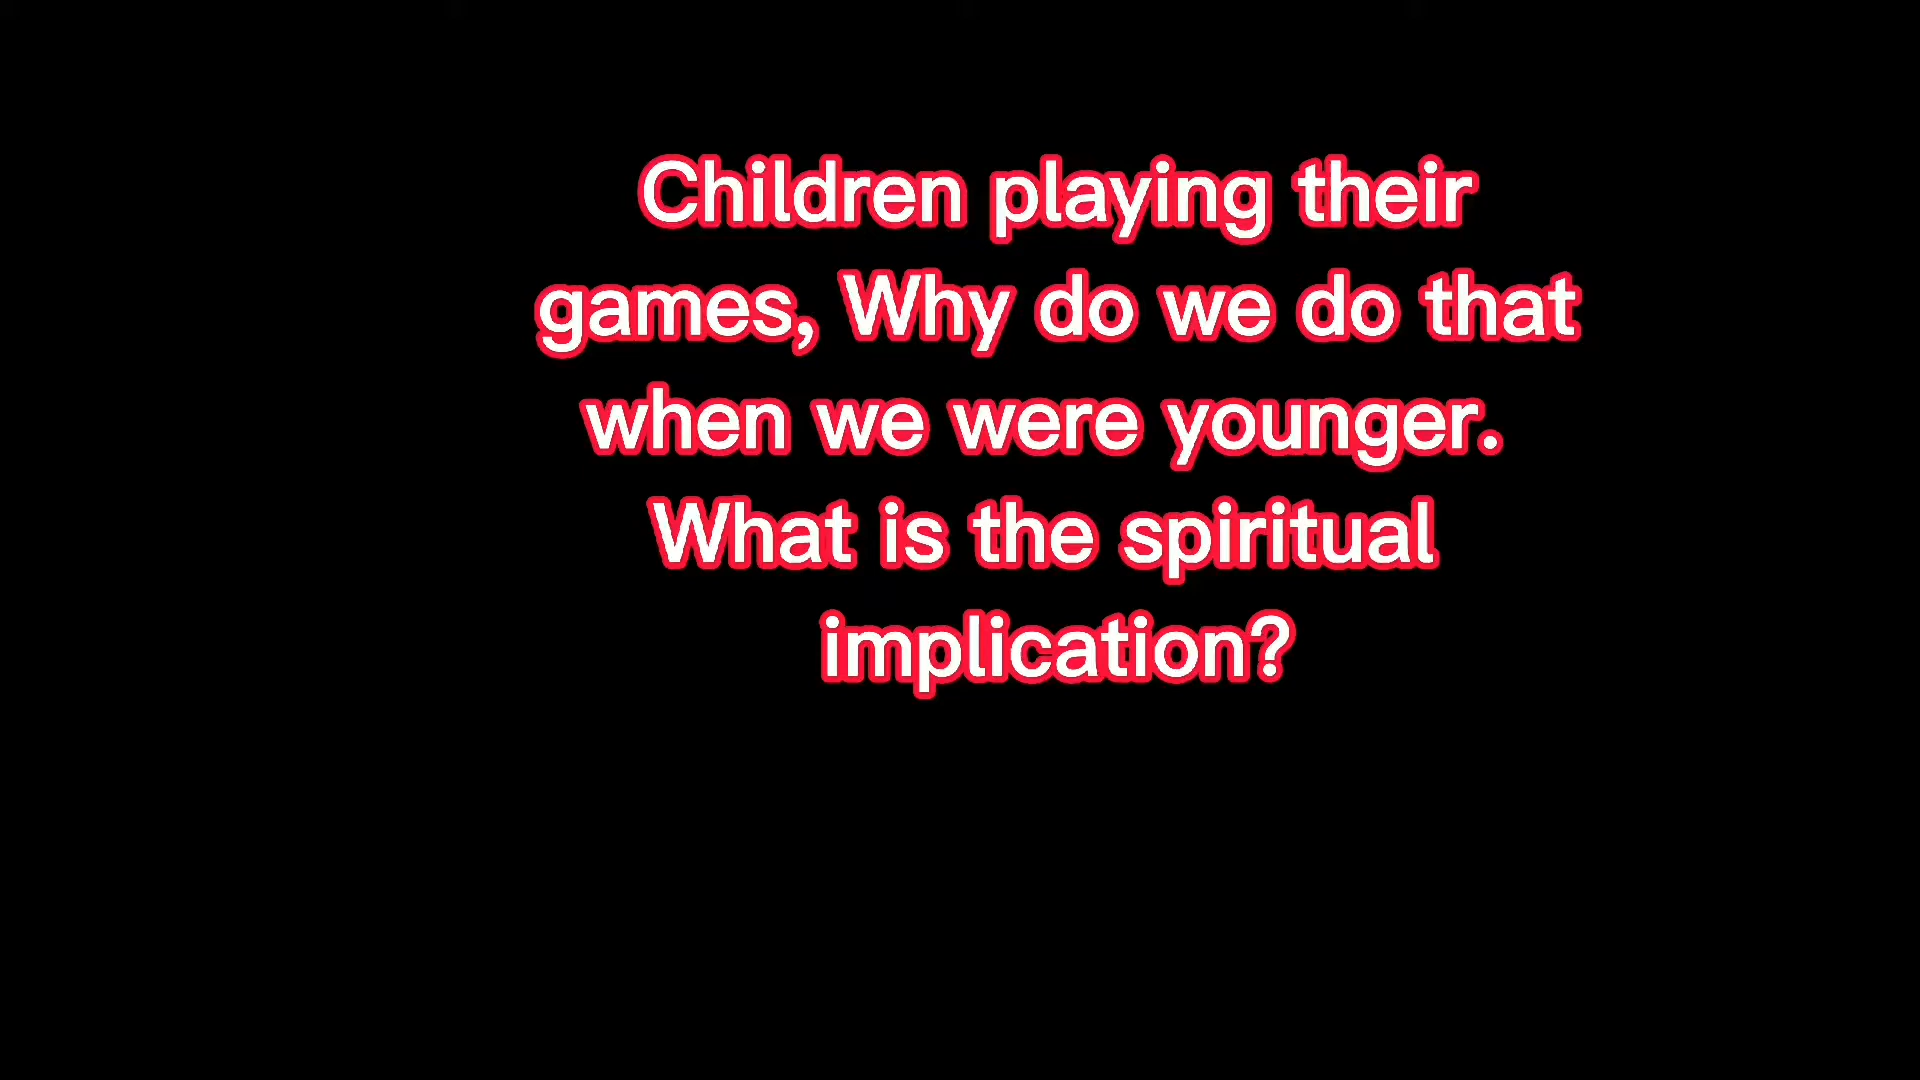 Children playing their
games, Why do we do that
when we were younger.
What is the spiritual
implication?